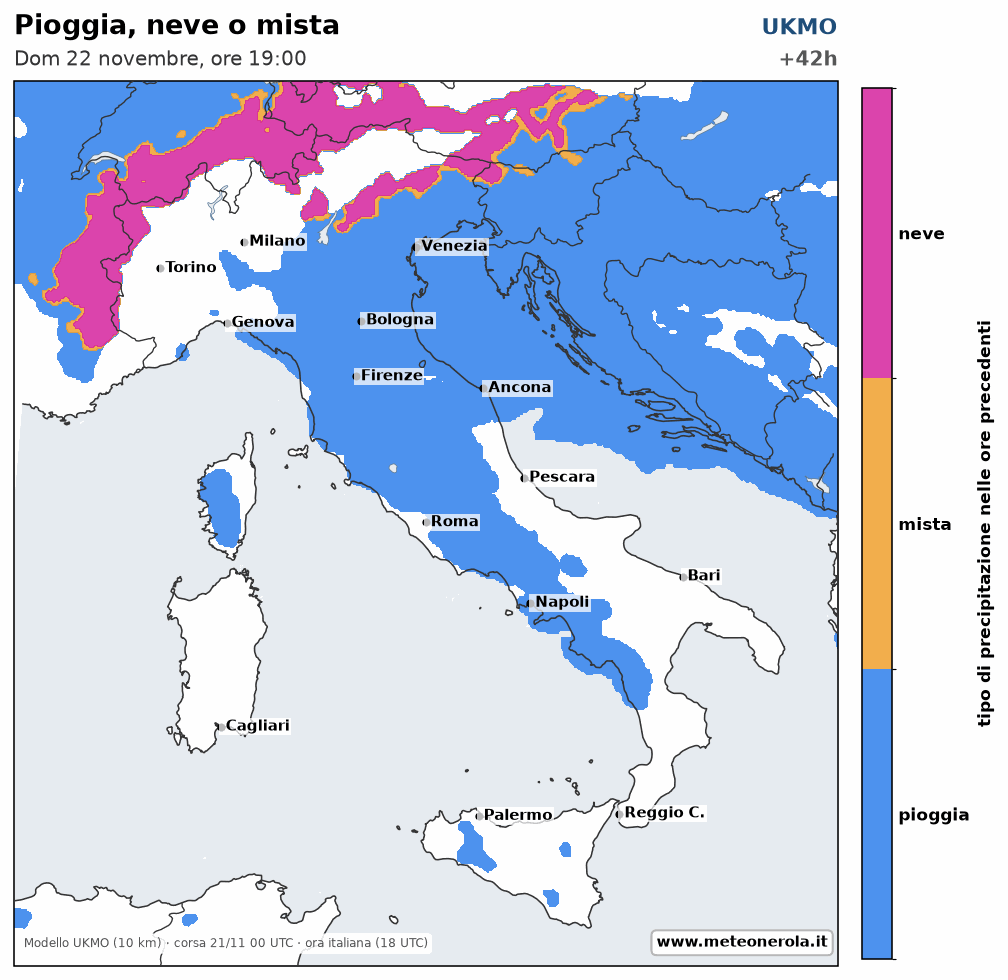 Pioggia, neve o mista
UKMO
Dom 22 novembre, ore 19:00
+42h
neve
mista
pioggia
tipo di precipitazione nelle ore precedenti
Milano
Venezia
Torino
Genova
Bologna
Firenze
Ancona
Pescara
Roma
Bari
Napoli
Cagliari
Palermo
Reggio C.
Modello UKMO (10 km) · corsa 21/11 00 UTC · ora italiana (18 UTC)
www.meteonerola.it